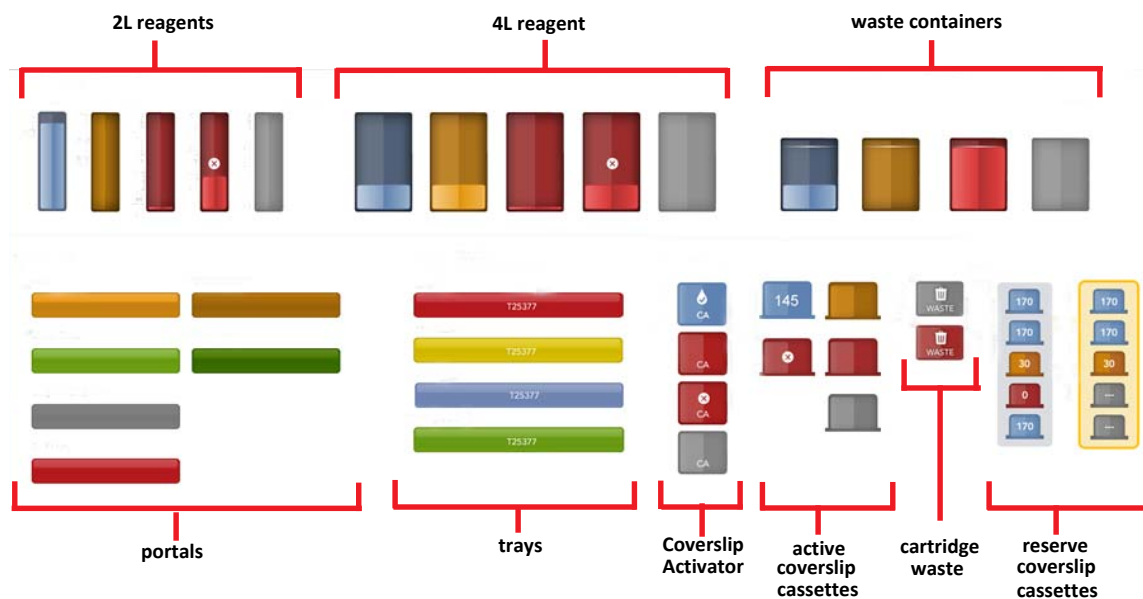 2L reagents
4L reagent
waste containers
T25377
T25377
T25377
T25377
CA
CA
CA
CA
145
WASTE
WASTE
170
170
30
0
170
170
170
30
---
---
portals
trays
Coverslip
Activator
active
coverslip
cassettes
cartridge
waste
reserve
coverslip
cassettes